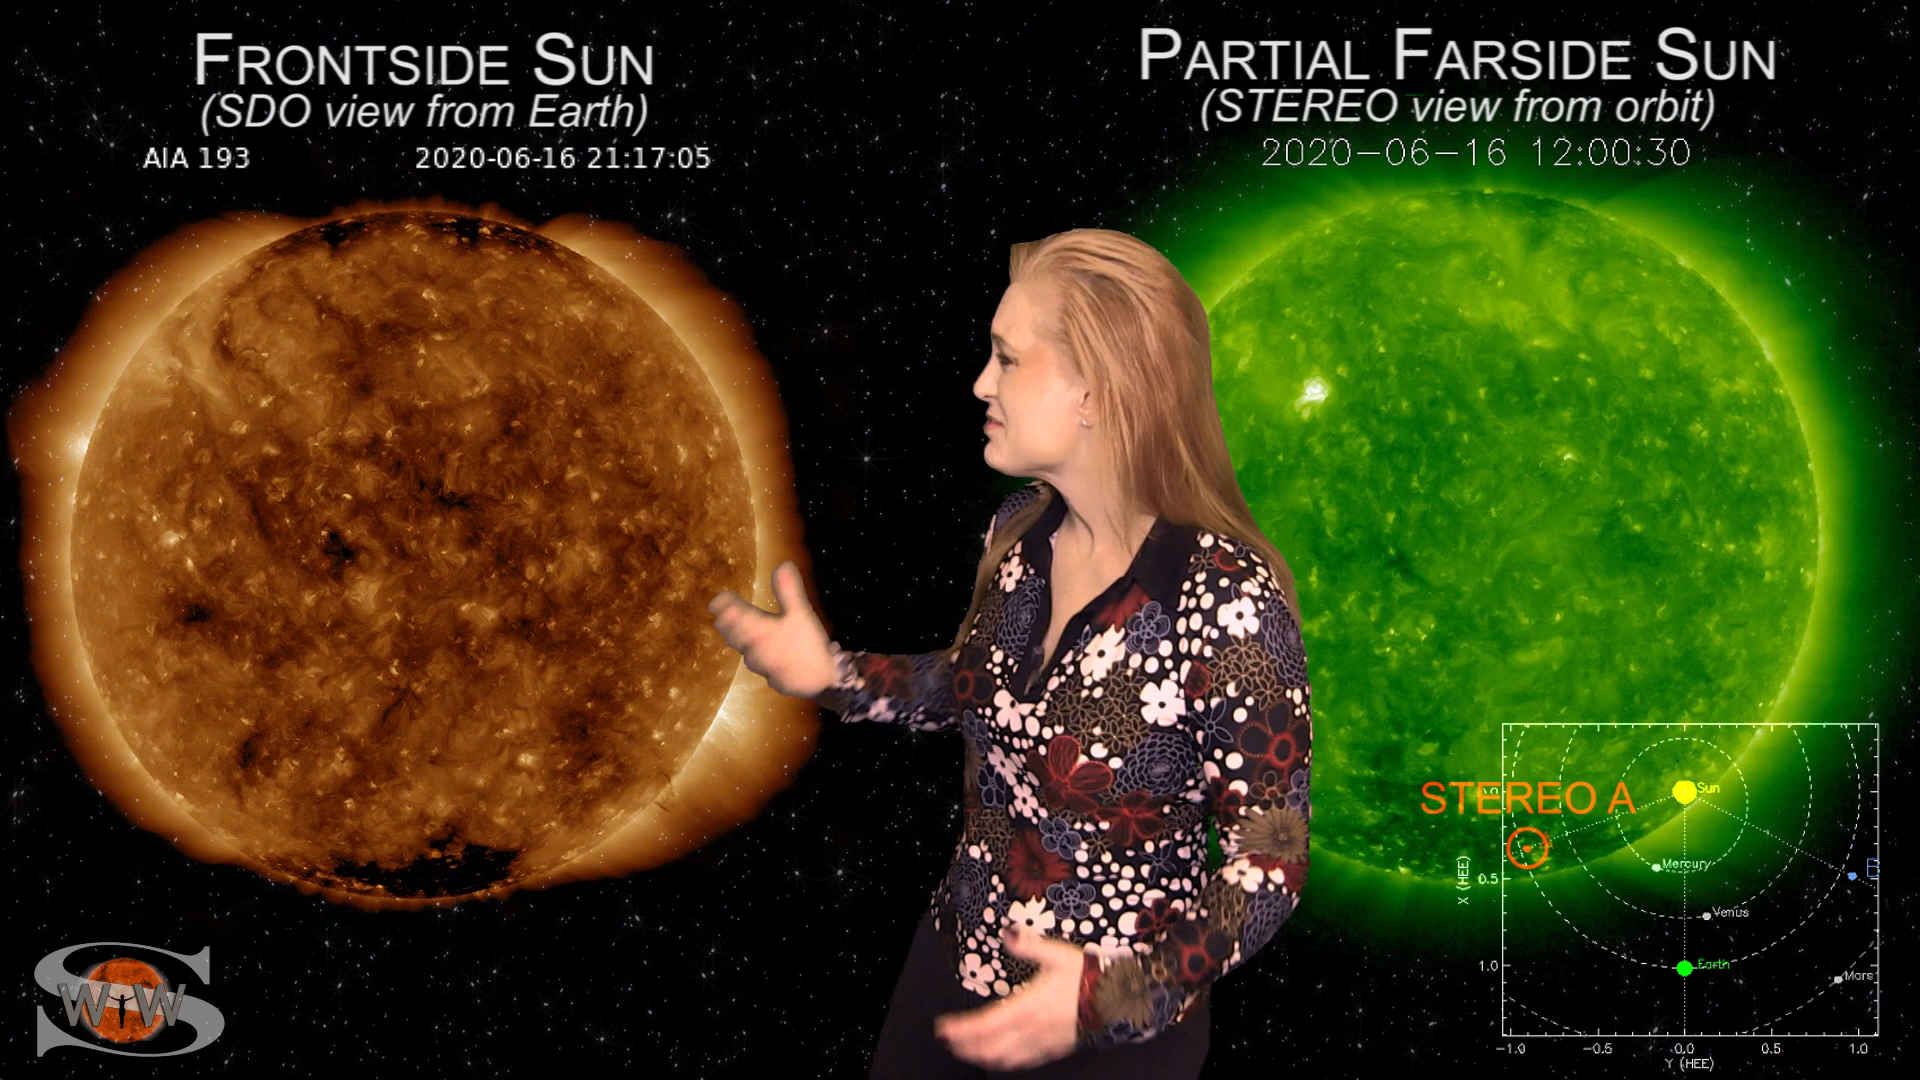 FRONTSIDE SUN
(SDO view from Earth)
AIA 193 2020-06-16 21:17:05
PARTIAL FARSIDE SUN
(STEREO view from orbit)
2020-06-16 12:00:30
STEREO A
Sun
Mercury
B
Venus
Earth
Mars
X (HEE)
0.5
1.0
-1.0 -0.5 0.0 0.5 1.0
Y (HEE)
SWW